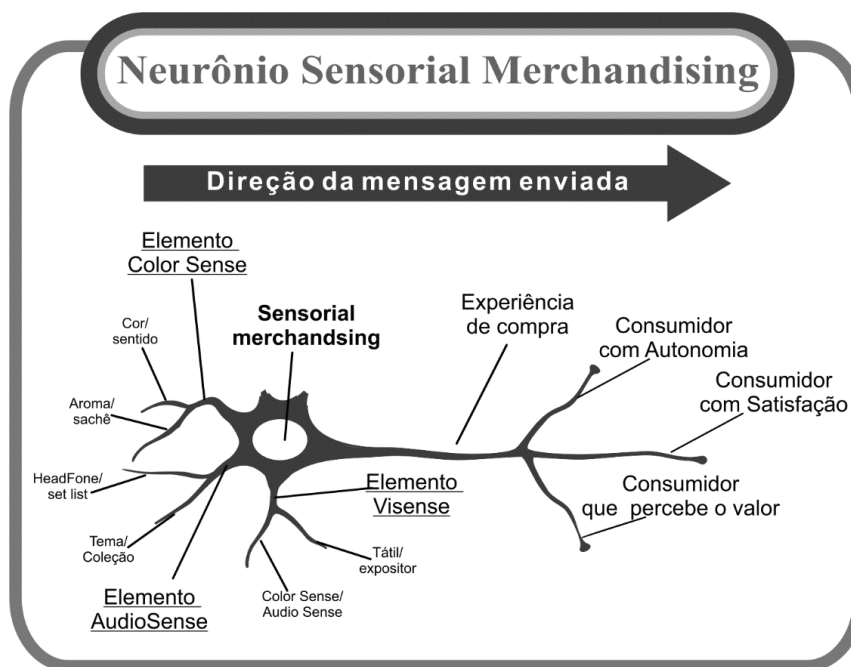 Neurônio Sensorial Merchandising
Direção da mensagem enviada
Elemento
Color Sense
Sensorial
merchandsing
Experiência
de compra
Consumidor
com Autonomia
Cor/
sentido
Consumidor
com Satisfação
Aroma/
sachê
HeadFone/
set list
Elemento
Visense
Consumidor
que percebe o valor
Tema/
Coleção
Tátil/
expositor
Elemento
AudioSense
Color Sense/
Audio Sense